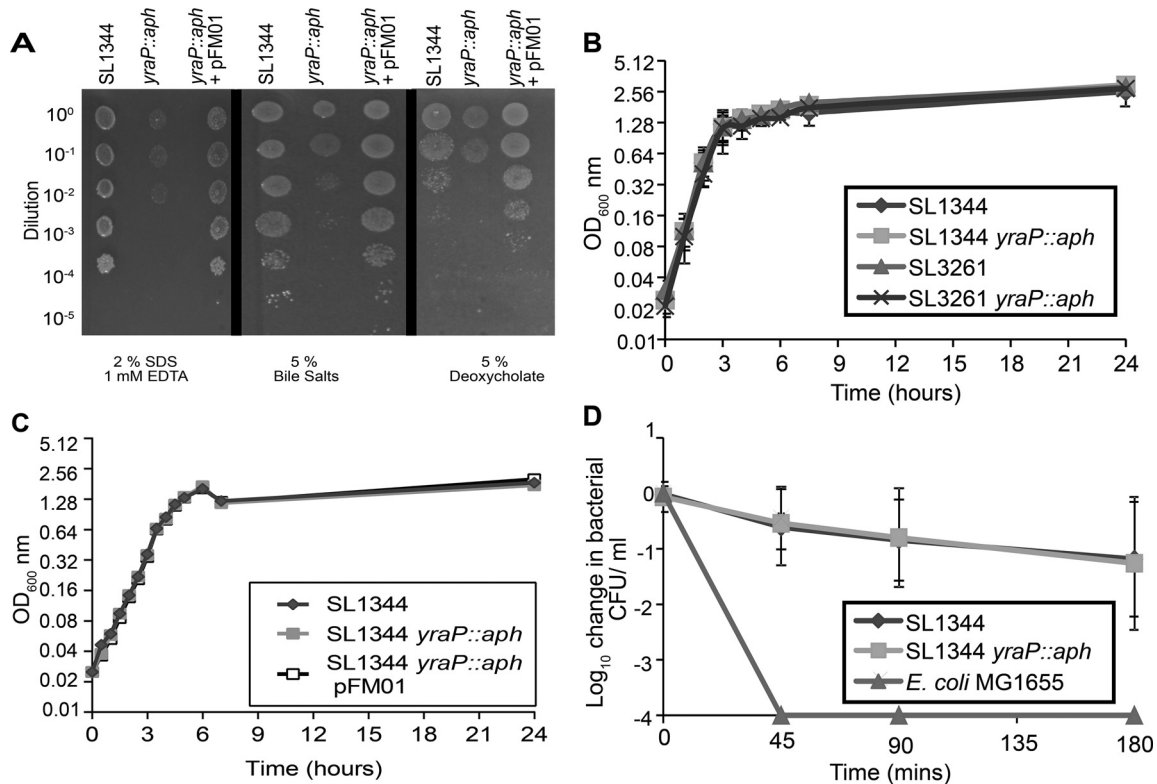 A
SL1344
yraP::aph
yraP::aph
+ pFM01
SL1344
yraP::aph
yraP::aph
+ pFM01
SL1344
yraP::aph
yraP::aph
+ pFM01
Dilution
10⁰
10⁻¹
10⁻²
10⁻³
10⁻⁴
10⁻⁵
2 % SDS
1 mM EDTA
5 %
Bile Salts
5 %
Deoxycholate
B
OD₆₀₀ nm
5.12
2.56
1.28
0.64
0.32
0.16
0.08
0.04
0.02
0.01
0 3 6 9 12 15 18 21 24
Time (hours)
SL1344
SL1344 yraP::aph
SL3261
SL3261 yraP::aph
C
OD₆₀₀ nm
5.12
2.56
1.28
0.64
0.32
0.16
0.08
0.04
0.02
0.01
0 3 6 9 12 15 18 21 24
Time (hours)
SL1344
SL1344 yraP::aph
SL1344 yraP::aph
pFM01
D
Log₁₀ change in bacterial
CFU/ ml
1
0
-1
-2
-3
-4
0 45 90 135 180
Time (mins)
SL1344
SL1344 yraP::aph
E. coli MG1655